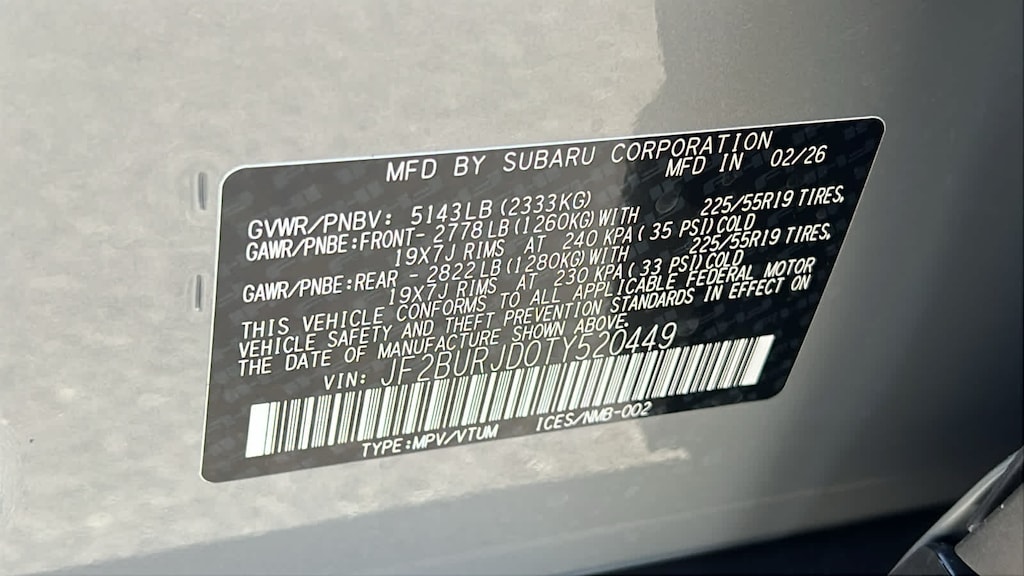 MFD BY SUBARU CORPORATION
MFD IN 02/26
GVWR/PNBV: 5143LB(2333KG)
GAWR/PNBE:FRONT- 2778LB(1260KG)WITH 225/55R19 TIRES,
19X7J RIMS AT 240 KPA( 35 PSI)COLD
GAWR/PNBE:REAR - 2822LB(1280KG)WITH 225/55R19 TIRES,
19X7J RIMS AT 230 KPA( 33 PSI)COLD
THIS VEHICLE CONFORMS TO ALL APPLICABLE FEDERAL MOTOR
VEHICLE SAFETY AND THEFT PREVENTION STANDARDS IN EFFECT ON
THE DATE OF MANUFACTURE SHOWN ABOVE.
VIN: JF2BURJD0TY520449
TYPE:MPV/VTUM ICES/NMB-002